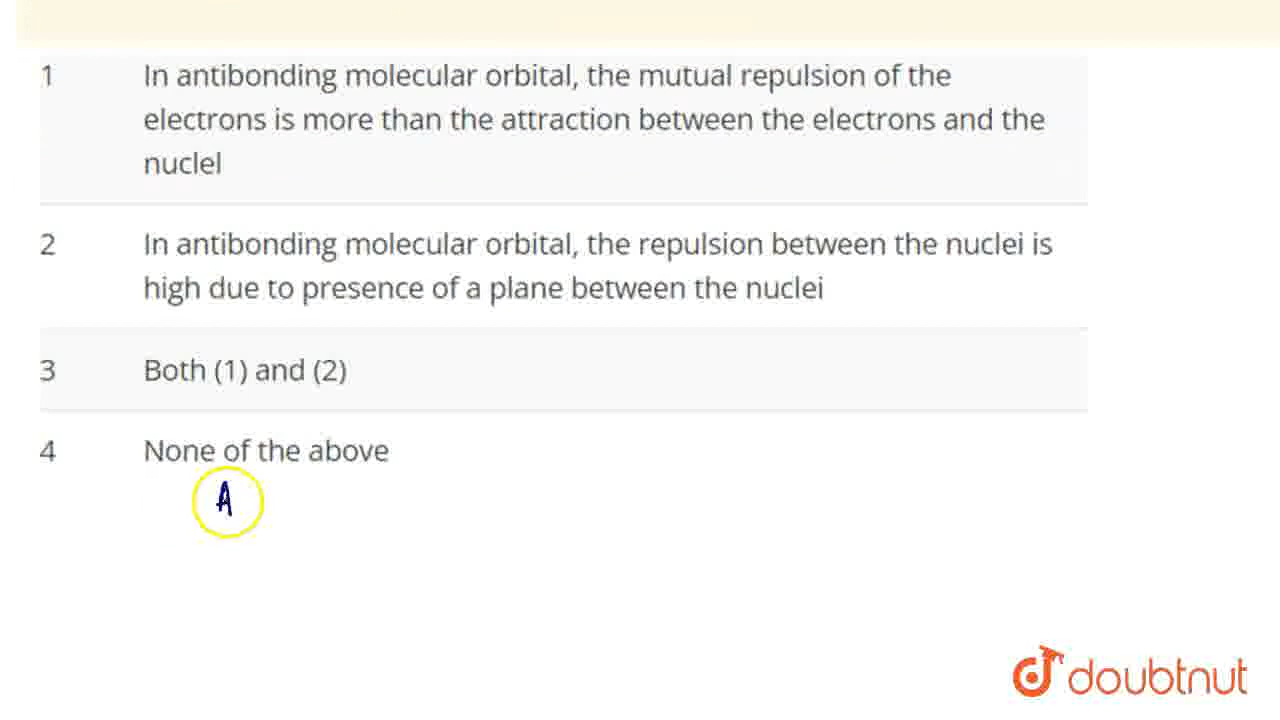 1 In antibonding molecular orbital, the mutual repulsion of the
electrons is more than the attraction between the electrons and the
nuclel
2 In antibonding molecular orbital, the repulsion between the nuclei is
high due to presence of a plane between the nuclei
3 Both (1) and (2)
4 None of the above
A
doubtnut